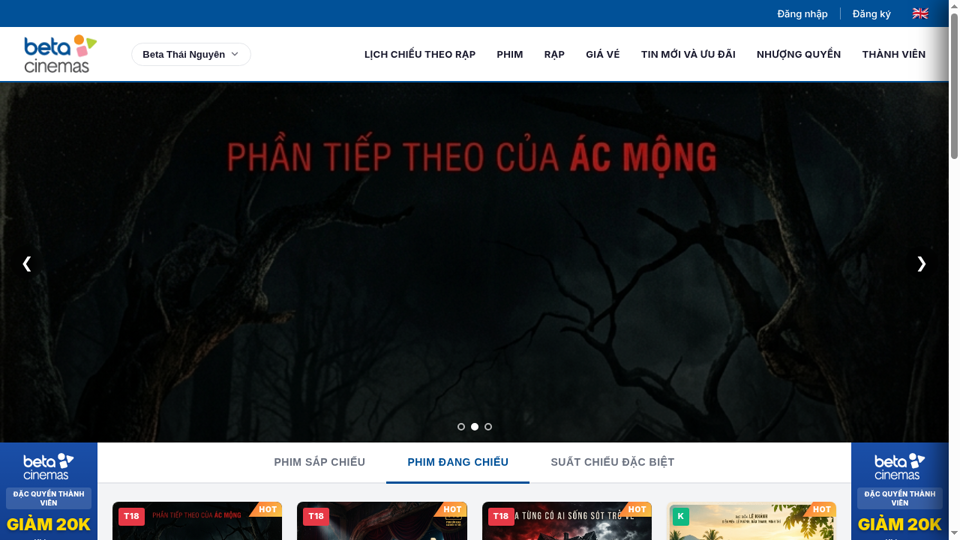 Đăng nhập
Đăng ký
beta
cinemas
Beta Thái Nguyên
LỊCH CHIẾU THEO RẠP
PHIM
RẠP
GIÁ VÉ
TIN MỚI VÀ ƯU ĐÃI
NHƯỢNG QUYỀN
THÀNH VIÊN
PHẦN TIẾP THEO CỦA ÁC MỘNG
beta
cinemas
ĐẶC QUYỀN THÀNH
VIÊN
GIẢM 20K
PHIM SẮP CHIẾU
PHIM ĐANG CHIẾU
SUẤT CHIẾU ĐẶC BIỆT
beta
cinemas
ĐẶC QUYỀN THÀNH
VIÊN
GIẢM 20K
T18
PHẦN TIẾP THEO CỦA ÁC MỘNG
HOT
T18
HOT
T18
A TỪNG CÓ AI SỐNG SÓT TRỞ VỀ
HOT
K
HOT